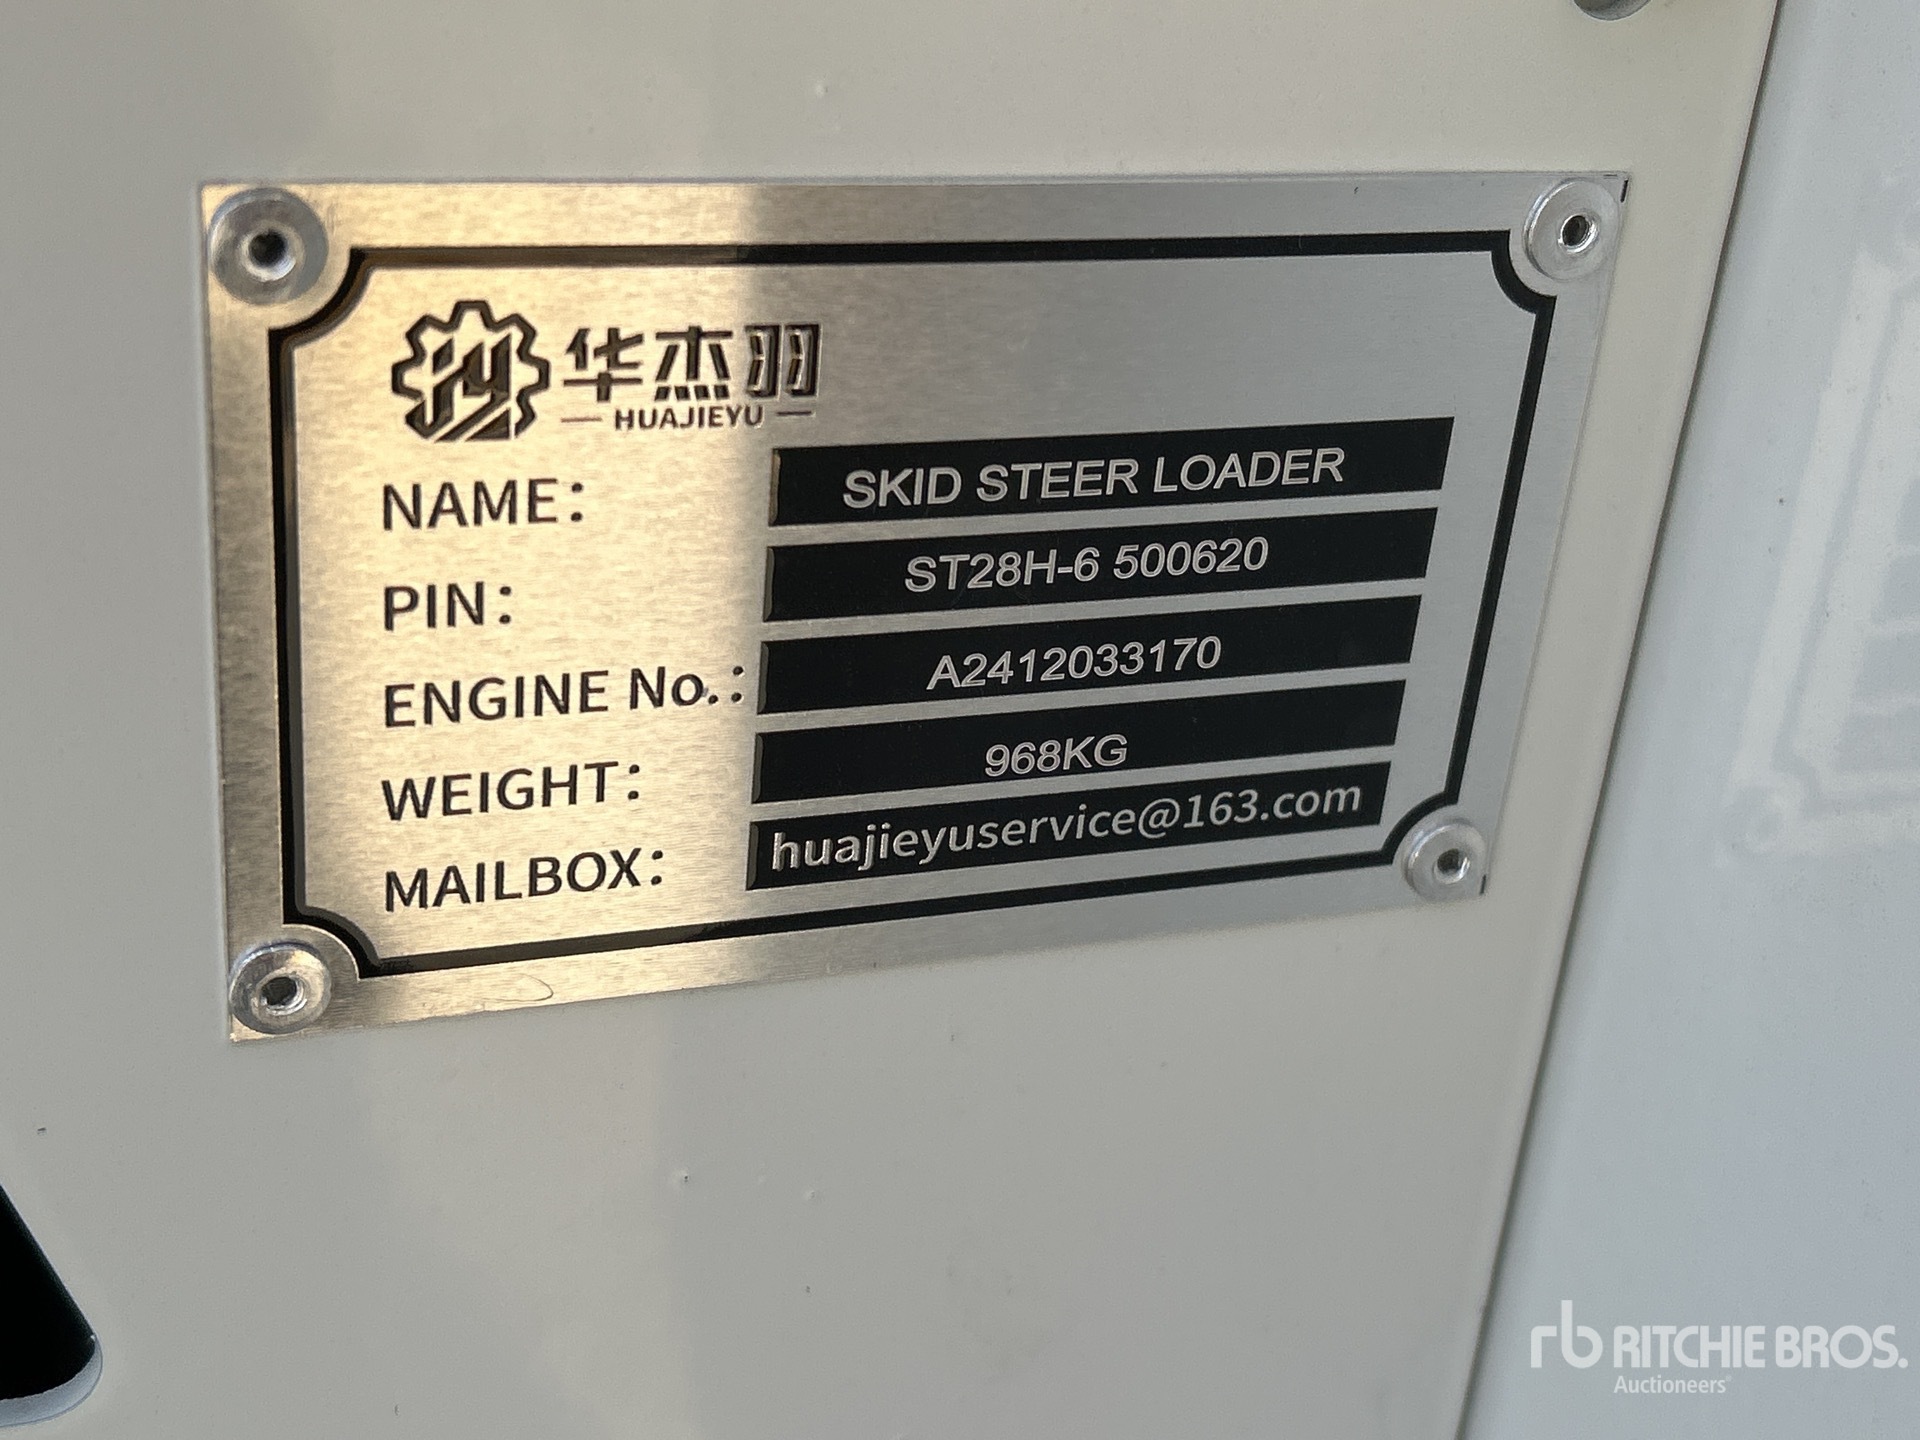 华杰羽
— HUAJIEYU —
NAME: SKID STEER LOADER
PIN: ST28H-6 500620
ENGINE No.: A2412033170
WEIGHT: 968KG
MAILBOX: huajieyuservice@163.com
rb RITCHIE BROS.
Auctioneers